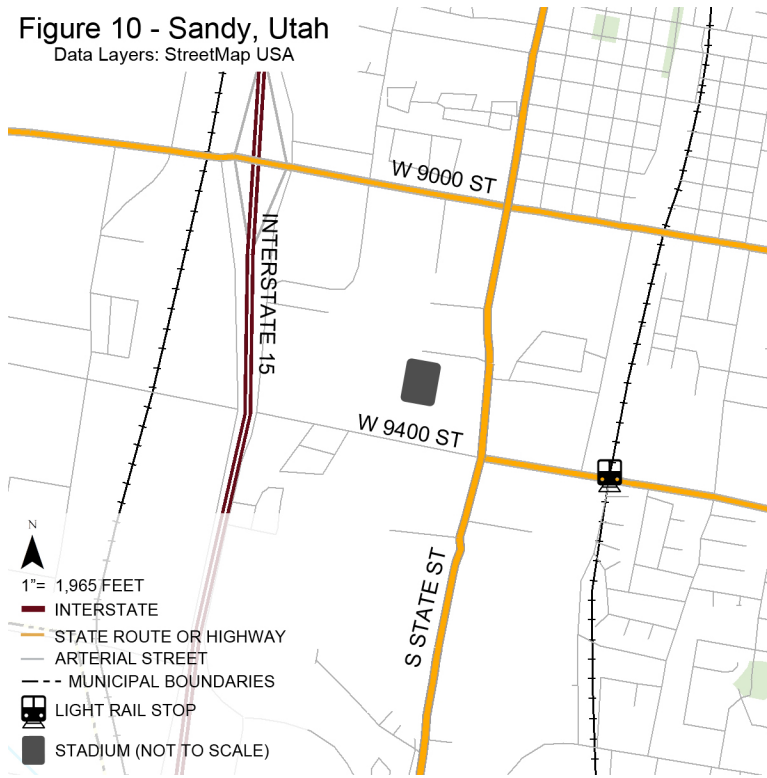 Figure 10 - Sandy, Utah
Data Layers: StreetMap USA
W 9000 ST
INTERSTATE 15
W 9400 ST
S STATE ST
N
1"= 1,965 FEET
INTERSTATE
STATE ROUTE OR HIGHWAY
ARTERIAL STREET
MUNICIPAL BOUNDARIES
LIGHT RAIL STOP
STADIUM (NOT TO SCALE)